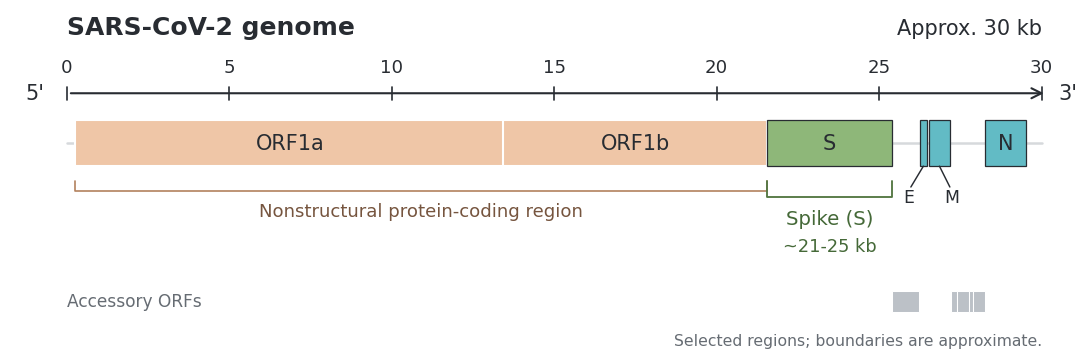 SARS-CoV-2 genome Approx. 30 kb
0 5 10 15 20 25 30
5' 3'
ORF1a ORF1b S N
E M
Nonstructural protein-coding region
Spike (S)
~21-25 kb
Accessory ORFs
Selected regions; boundaries are approximate.